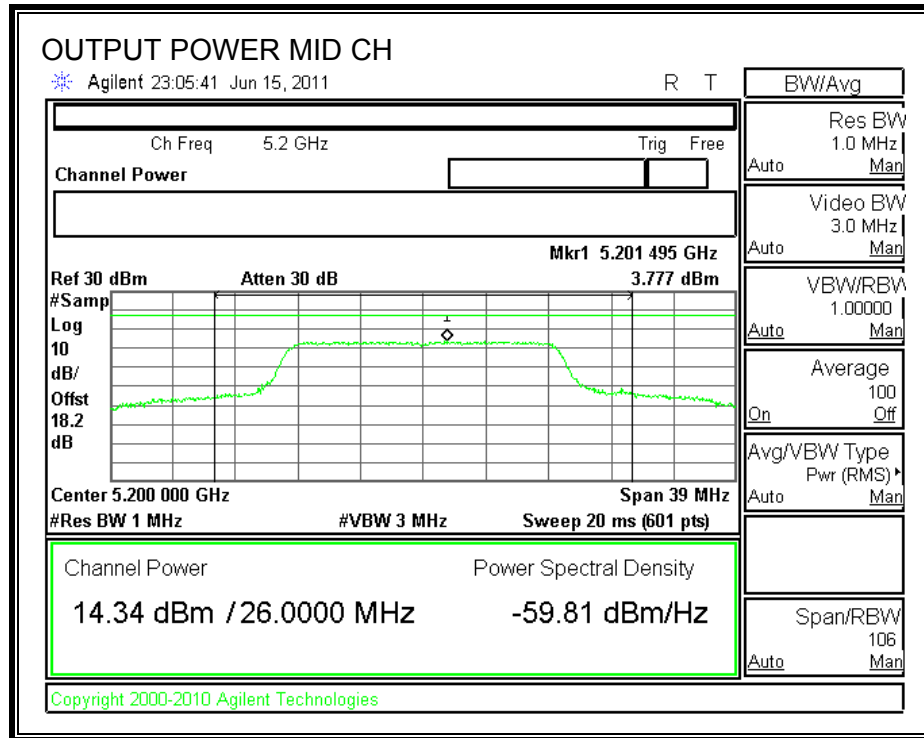 OUTPUT POWER MID CH
Agilent 23:05:41 Jun 15, 2011 R T
BW/Avg
Ch Freq 5.2 GHz Trig Free
Channel Power
Mkr1 5.201 495 GHz
Ref 30 dBm Atten 30 dB 3.777 dBm
#Samp
Log
10
dB/
Offst
18.2
dB
Center 5.200 000 GHz Span 39 MHz
#Res BW 1 MHz #VBW 3 MHz Sweep 20 ms (601 pts)
Channel Power Power Spectral Density
14.34 dBm / 26.0000 MHz -59.81 dBm/Hz
Res BW
1.0 MHz
Auto Man
Video BW
3.0 MHz
Auto Man
VBW/RBW
1.00000
Auto Man
Average
100
On Off
Avg/VBW Type
Pwr (RMS)
Auto Man
Span/RBW
106
Auto Man
Copyright 2000-2010 Agilent Technologies